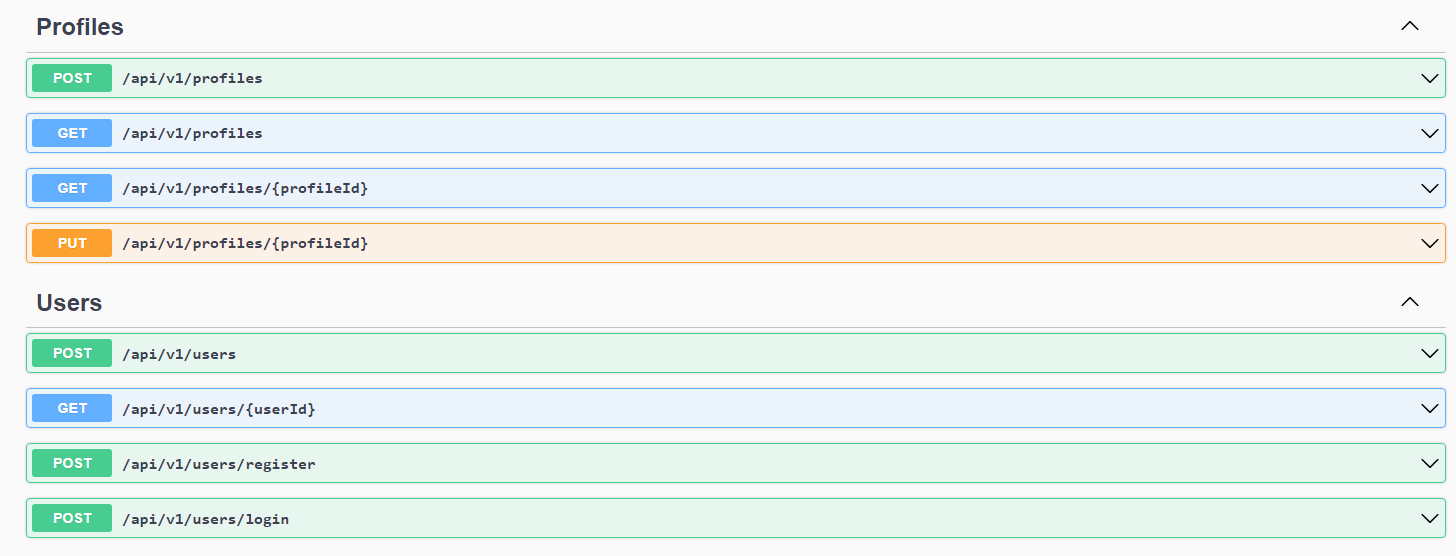 Profiles
POST /api/v1/profiles
GET /api/v1/profiles
GET /api/v1/profiles/{profileId}
PUT /api/v1/profiles/{profileId}
Users
POST /api/v1/users
GET /api/v1/users/{userId}
POST /api/v1/users/register
POST /api/v1/users/login